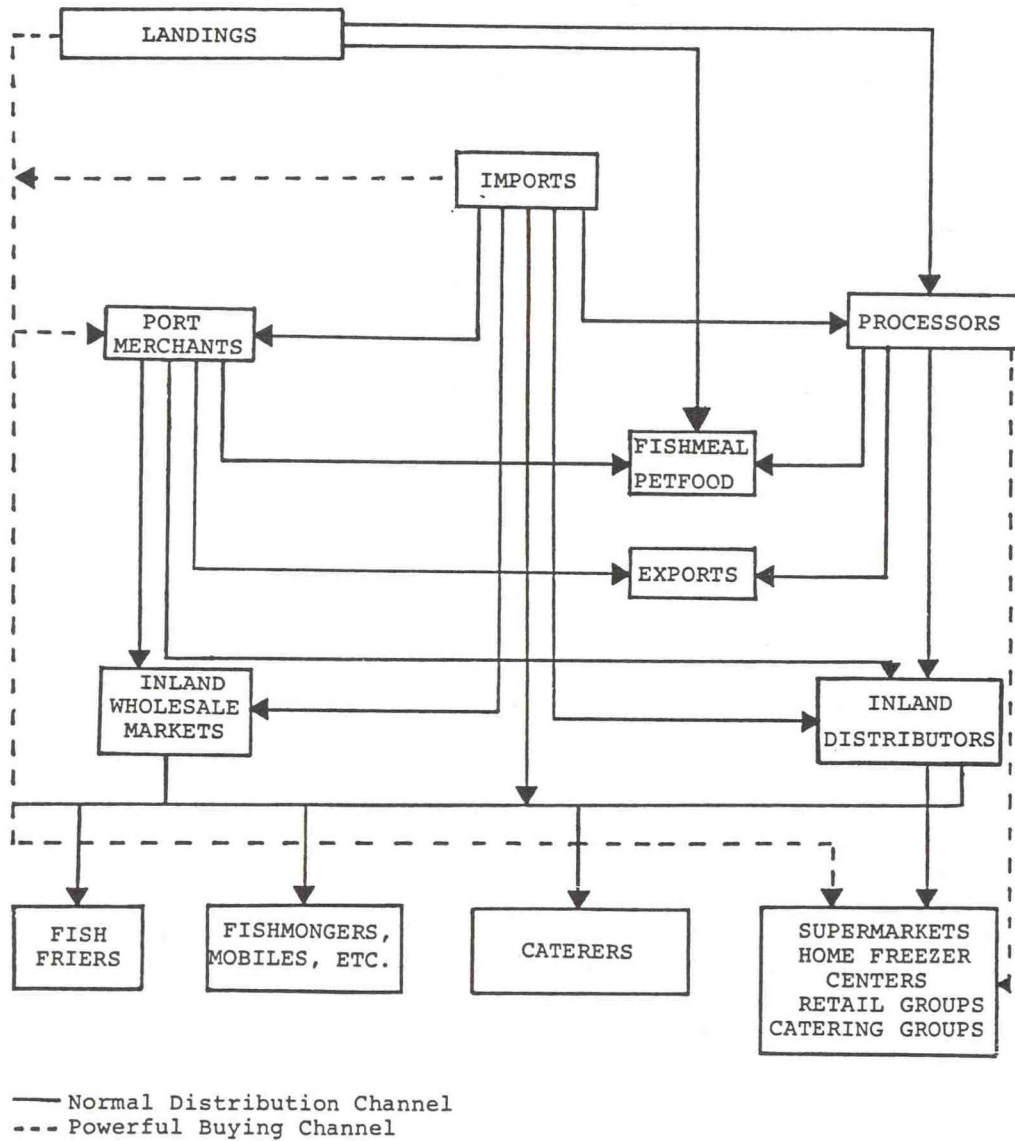 LANDINGS
IMPORTS
PORT
MERCHANTS
PROCESSORS
FISHMEAL
PETFOOD
EXPORTS
INLAND
WHOLESALE
MARKETS
INLAND
DISTRIBUTORS
FISH
FRIERS
FISHMONGERS,
MOBILES, ETC.
CATERERS
SUPERMARKETS
HOME FREEZER
CENTERS
RETAIL GROUPS
CATERING GROUPS
Normal Distribution Channel
Powerful Buying Channel